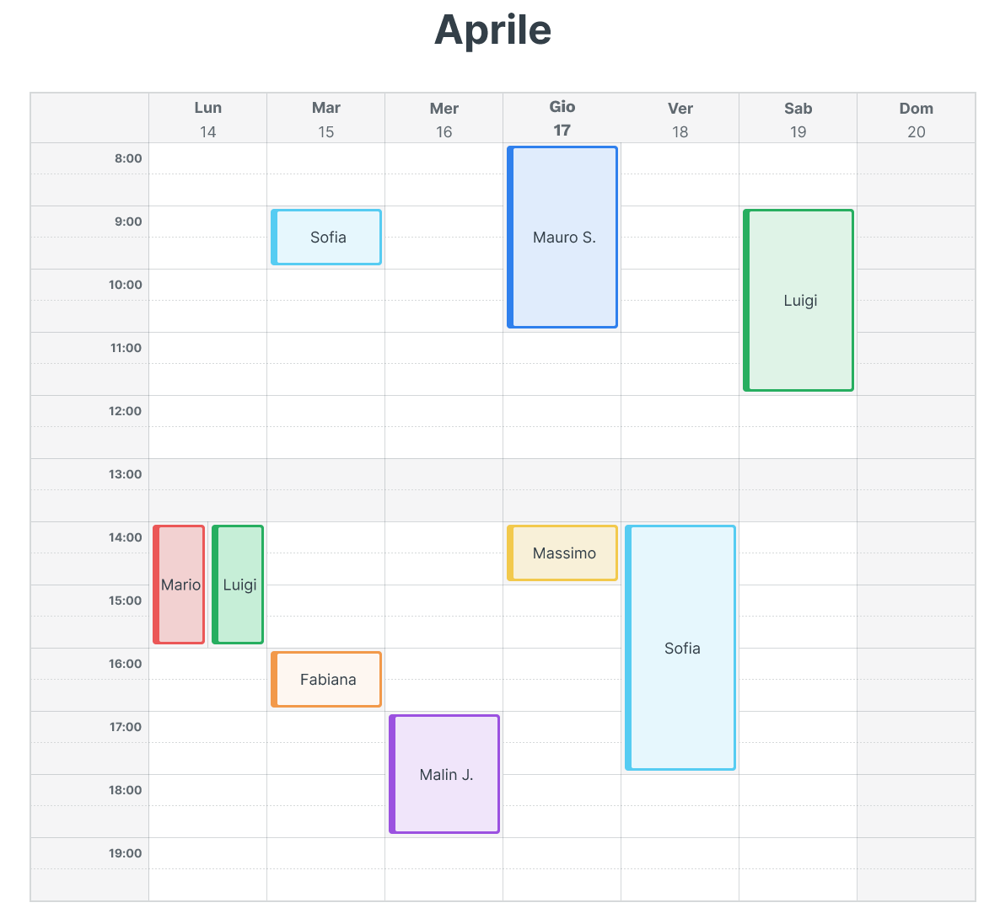 Aprile
Lun Mar Mer Gio Ver Sab Dom
14 15 16 17 18 19 20
8:00
9:00
Sofia Mauro S.
10:00
Luigi
11:00
12:00
13:00
14:00
Massimo
Mario Luigi
15:00
Sofia
16:00
Fabiana
17:00
Malin J.
18:00
19:00